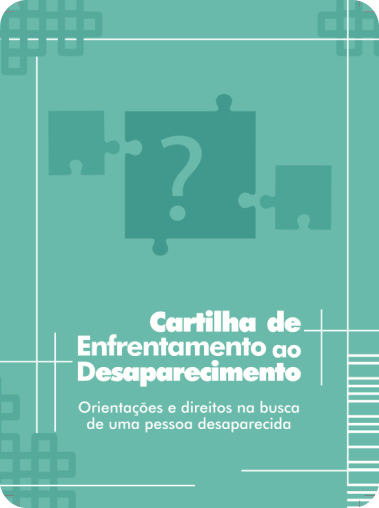 ?
Cartilha de
Enfrentamento ao
Desaparecimento
Orientações e direitos na busca
de uma pessoa desaparecida